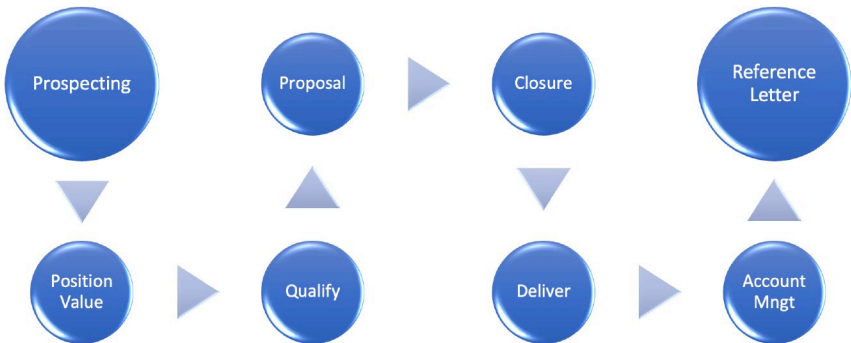 Prospecting
Proposal
Closure
Reference
Letter
Position
Value
Qualify
Deliver
Account
Mngt